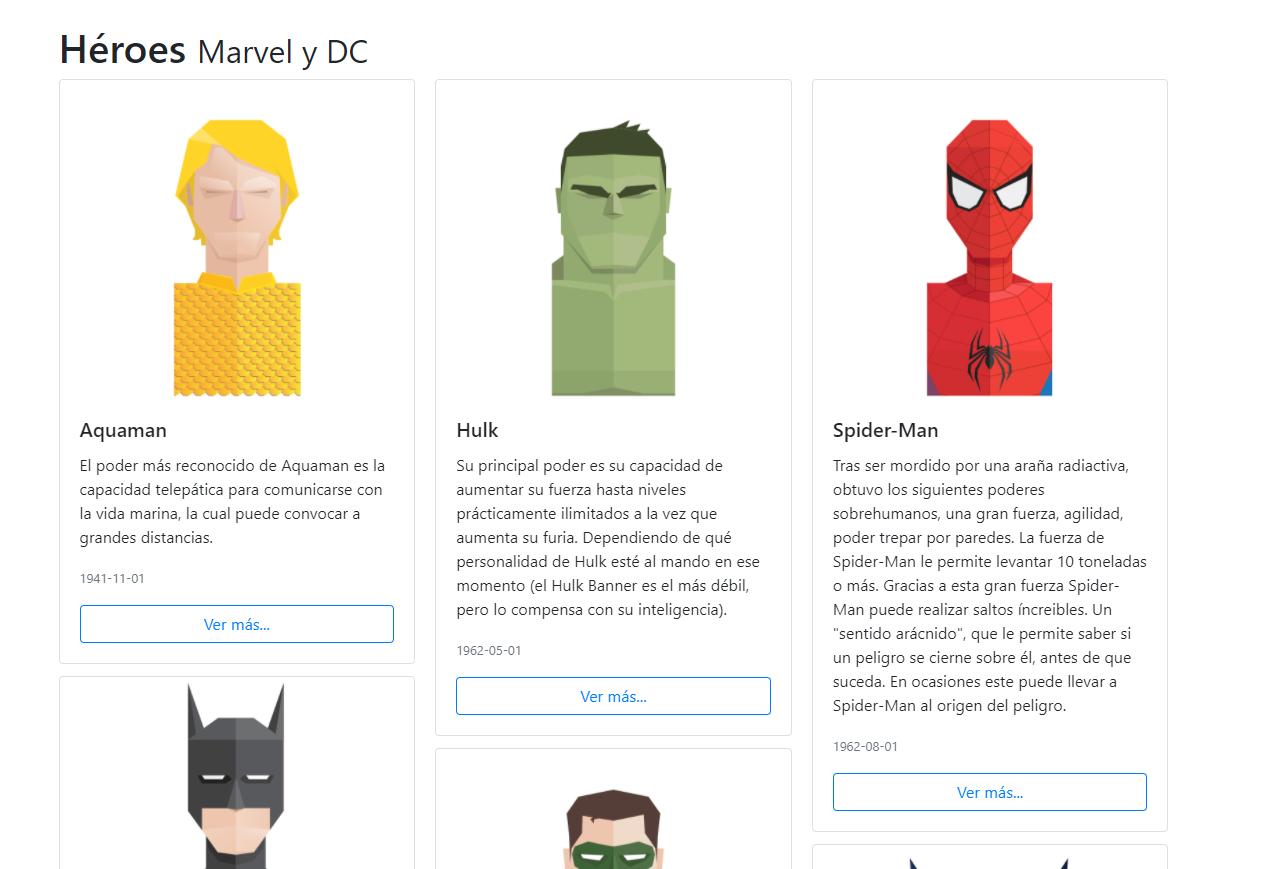 Héroes Marvel y DC
Aquaman
El poder más reconocido de Aquaman es la
capacidad telepática para comunicarse con
la vida marina, la cual puede convocar a
grandes distancias.
1941-11-01
Ver más...
Hulk
Su principal poder es su capacidad de
aumentar su fuerza hasta niveles
prácticamente ilimitados a la vez que
aumenta su furia. Dependiendo de qué
personalidad de Hulk esté al mando en ese
momento (el Hulk Banner es el más débil,
pero lo compensa con su inteligencia).
1962-05-01
Ver más...
Spider-Man
Tras ser mordido por una araña radiactiva,
obtuvo los siguientes poderes
sobrehumanos, una gran fuerza, agilidad,
poder trepar por paredes. La fuerza de
Spider-Man le permite levantar 10 toneladas
o más. Gracias a esta gran fuerza Spider-
Man puede realizar saltos íncreibles. Un
"sentido arácnido", que le permite saber si
un peligro se cierne sobre él, antes de que
suceda. En ocasiones este puede llevar a
Spider-Man al origen del peligro.
1962-08-01
Ver más...